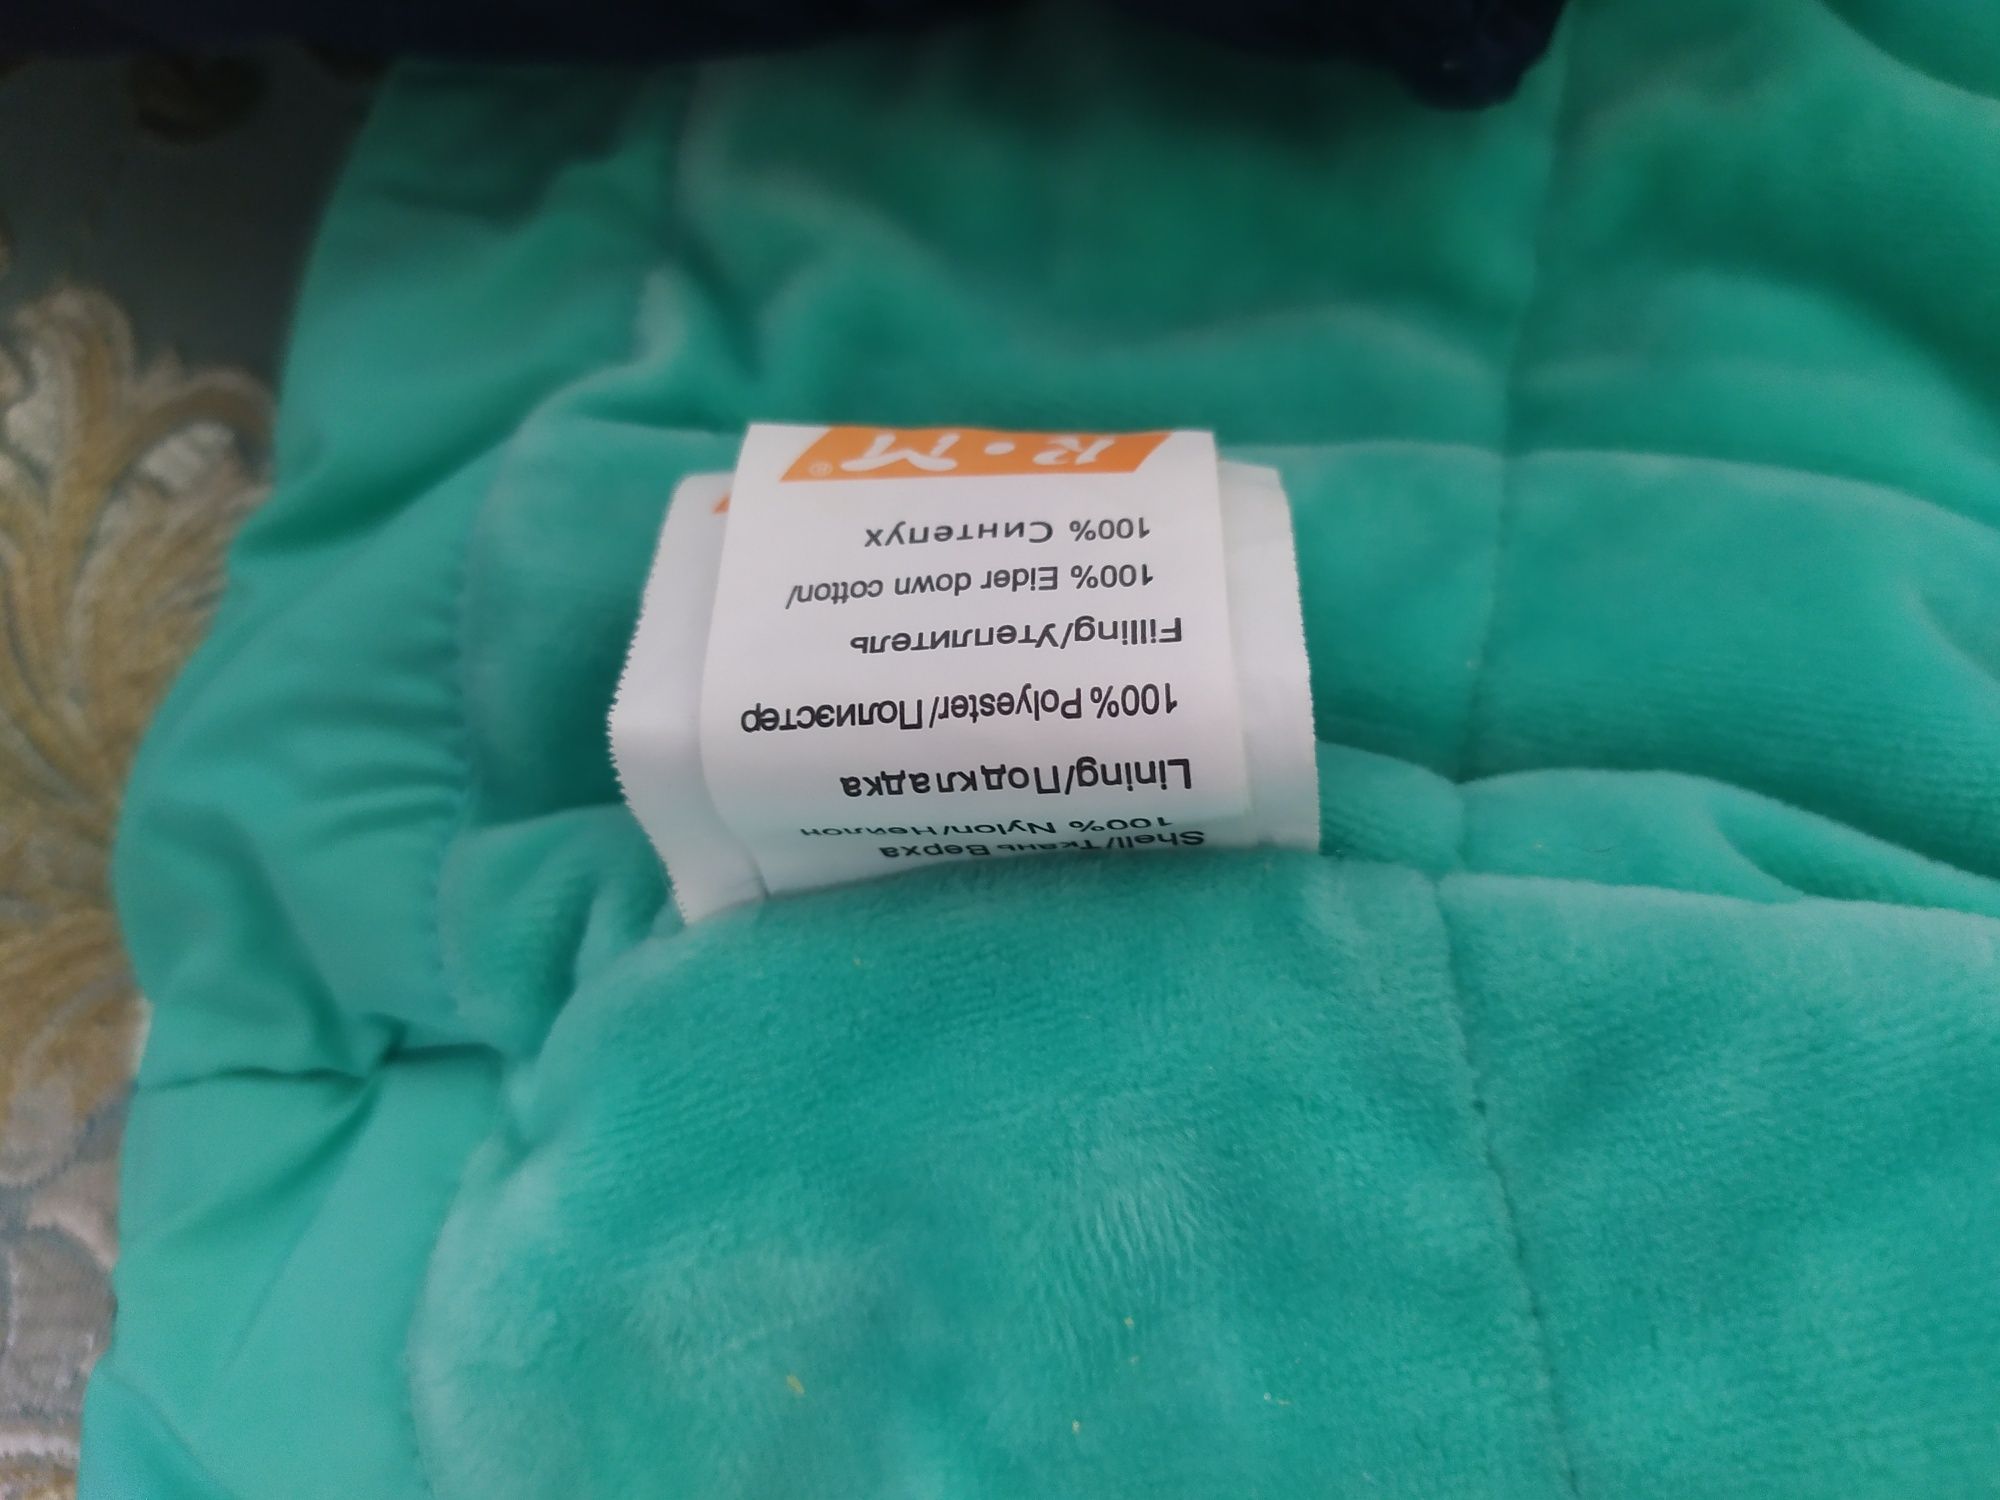 Shell/Ткань Верха
100% Nylon/Нейлон
Lining/Подкладка
100% Polyester/Полиэстер
Filling/Утеплитель
100% Eider down cotton/
100% Синтепух
R•M®